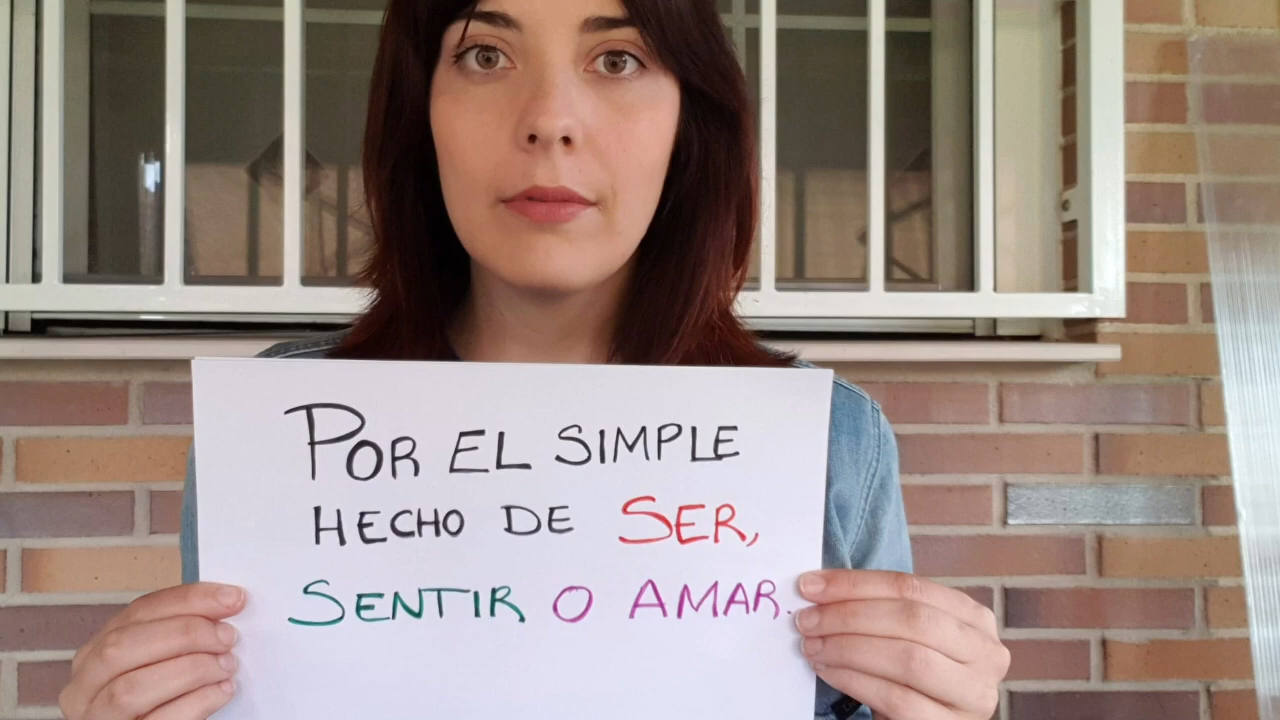 POR EL SIMPLE
HECHO DE SER,
SENTIR O AMAR.